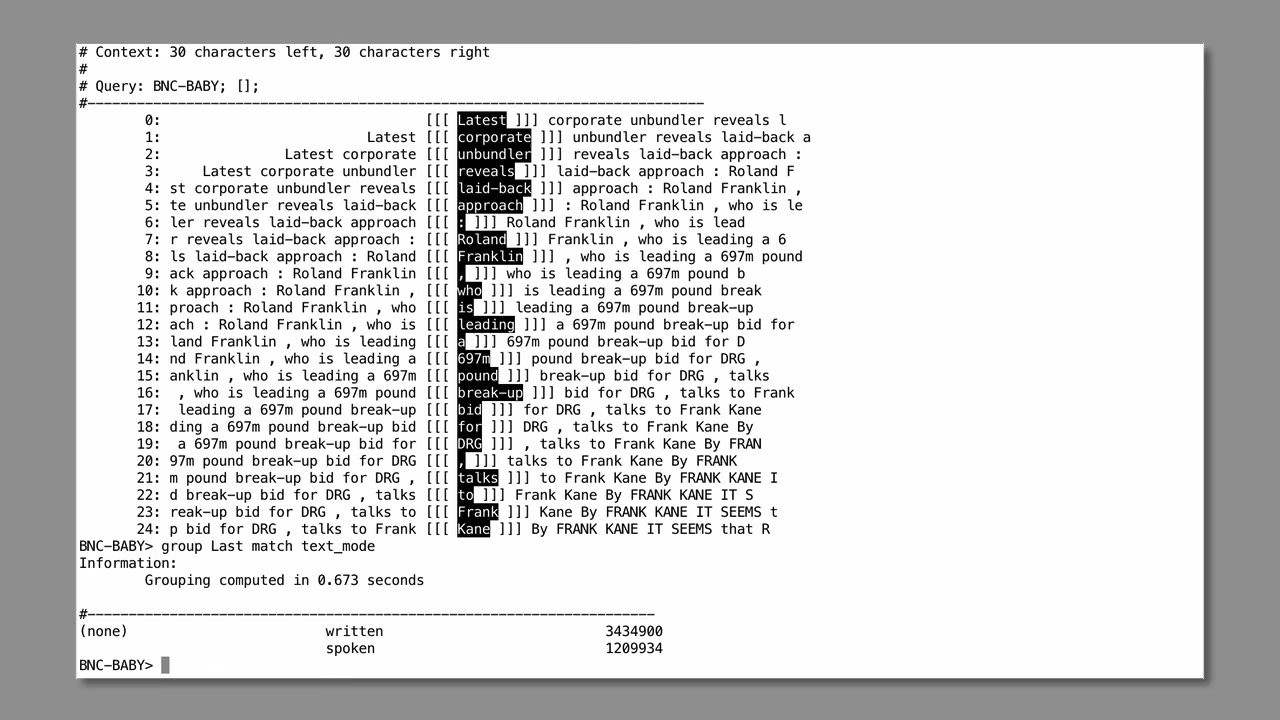 # Context: 30 characters left, 30 characters right
#
# Query: BNC-BABY; [];
#---------------------------------------------------------------------------
0: [[[ Latest ]]] corporate unbundler reveals l
1: Latest [[[ corporate ]]] unbundler reveals laid-back a
2: Latest corporate [[[ unbundler ]]] reveals laid-back approach :
3: Latest corporate unbundler [[[ reveals ]]] laid-back approach : Roland F
4: st corporate unbundler reveals [[[ laid-back ]]] approach : Roland Franklin ,
5: te unbundler reveals laid-back [[[ approach ]]] : Roland Franklin , who is le
6: ler reveals laid-back approach [[[ : ]]] Roland Franklin , who is lead
7: r reveals laid-back approach : [[[ Roland ]]] Franklin , who is leading a 6
8: ls laid-back approach : Roland [[[ Franklin ]]] , who is leading a 697m pound
9: ack approach : Roland Franklin [[[ , ]]] who is leading a 697m pound b
10: k approach : Roland Franklin , [[[ who ]]] is leading a 697m pound break
11: proach : Roland Franklin , who [[[ is ]]] leading a 697m pound break-up
12: ach : Roland Franklin , who is [[[ leading ]]] a 697m pound break-up bid for
13: land Franklin , who is leading [[[ a ]]] 697m pound break-up bid for D
14: nd Franklin , who is leading a [[[ 697m ]]] pound break-up bid for DRG ,
15: anklin , who is leading a 697m [[[ pound ]]] break-up bid for DRG , talks
16: , who is leading a 697m pound [[[ break-up ]]] bid for DRG , talks to Frank
17: leading a 697m pound break-up [[[ bid ]]] for DRG , talks to Frank Kane
18: ding a 697m pound break-up bid [[[ for ]]] DRG , talks to Frank Kane By
19: a 697m pound break-up bid for [[[ DRG ]]] , talks to Frank Kane By FRAN
20: 97m pound break-up bid for DRG [[[ , ]]] talks to Frank Kane By FRANK
21: m pound break-up bid for DRG , [[[ talks ]]] to Frank Kane By FRANK KANE I
22: d break-up bid for DRG , talks [[[ to ]]] Frank Kane By FRANK KANE IT S
23: reak-up bid for DRG , talks to [[[ Frank ]]] Kane By FRANK KANE IT SEEMS t
24: p bid for DRG , talks to Frank [[[ Kane ]]] By FRANK KANE IT SEEMS that R
BNC-BABY> group Last match text_mode
Information:
Grouping computed in 0.673 seconds
#---------------------------------------------------------------------
(none) written 3434900
spoken 1209934
BNC-BABY>